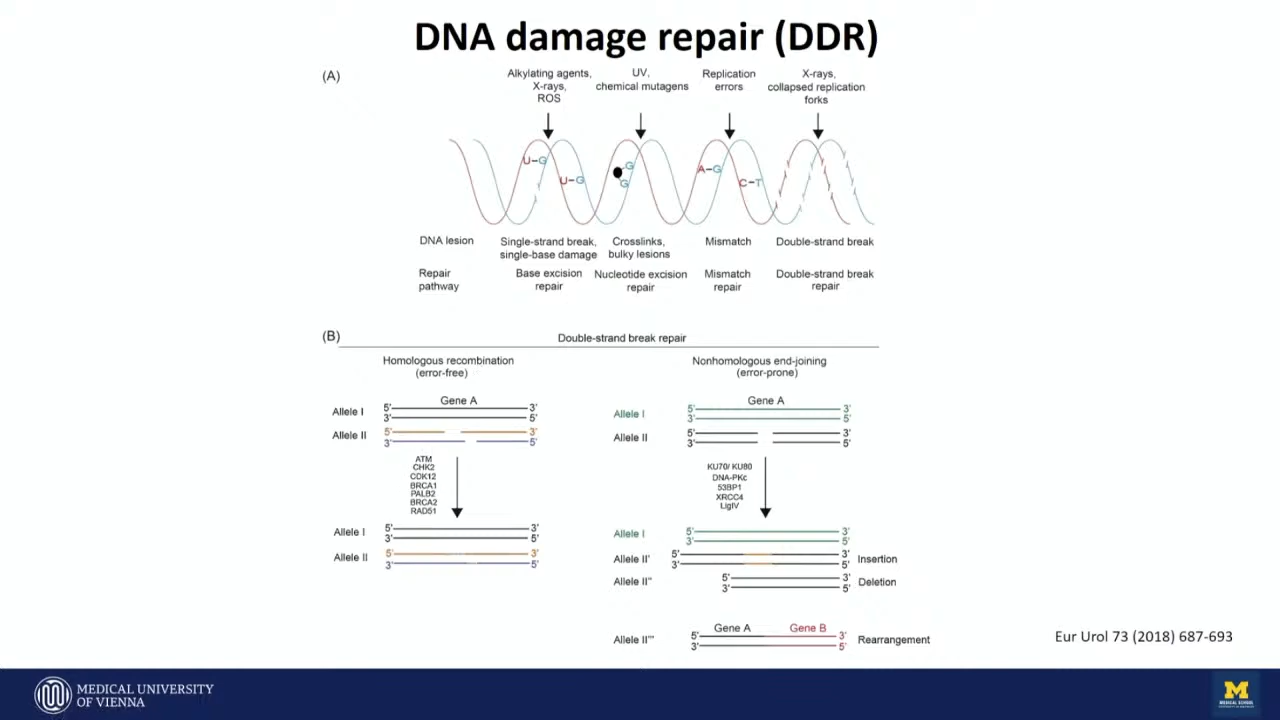 DNA damage repair (DDR)
(A)
Alkylating agents,
X-rays,
ROS
UV,
chemical mutagens
Replication
errors
X-rays,
collapsed replication
forks
U-G
U-G
G
G
A-G
C-T
DNA lesion
Single-strand break,
single-base damage
Crosslinks,
bulky lesions
Mismatch
Double-strand break
Repair
pathway
Base excision
repair
Nucleotide excision
repair
Mismatch
repair
Double-strand break
repair
(B)
Double-strand break repair
Homologous recombination
(error-free)
Gene A
Allele I
5' 3'
3' 5'
Allele II
5' 3'
3' 5'
ATM
CHK2
CDK12
BRCA1
PALB2
BRCA2
RAD51
Allele I
5' 3'
3' 5'
Allele II
5' 3'
3' 5'
Nonhomologous end-joining
(error-prone)
Gene A
Allele I
5' 3'
3' 5'
Allele II
5' 3'
3' 5'
KU70/ KU80
DNA-PKc
53BP1
XRCC4
LigIV
Allele I
5' 3'
3' 5'
Allele II'
5' 3'
3' 5'
Insertion
Allele II"
5' 3'
3' 5'
Deletion
Gene A Gene B
Allele II"'
5' 3'
3' 5'
Rearrangement
Eur Urol 73 (2018) 687-693
MEDICAL UNIVERSITY
OF VIENNA
M
MEDICAL SCHOOL